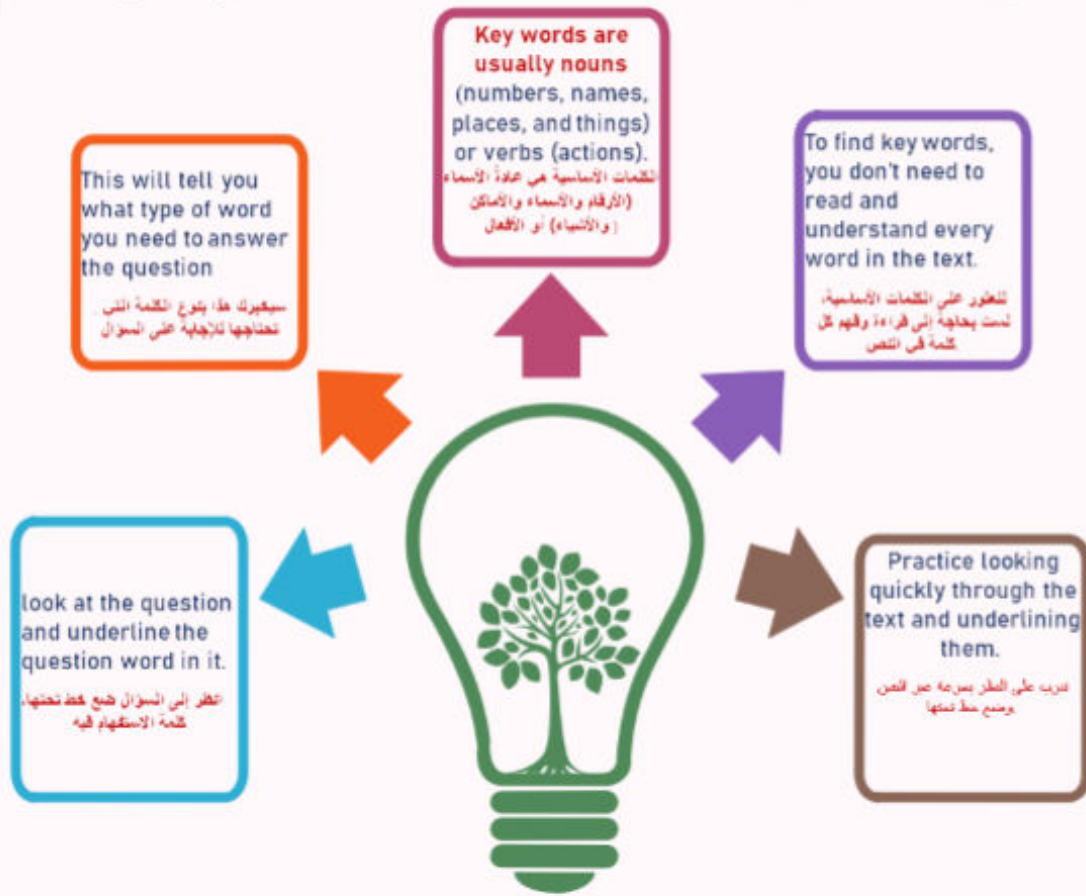 look at the question
and underline the
question word in it.
انظر إلى السؤال ضع خط تحتها،
كلمة الاستفهام فيه
This will tell you
what type of word
you need to answer
the question
سيخبرك هذا بنوع الكلمة التي
تحتاجها للإجابة على السؤال
Key words are
usually nouns
(numbers, names,
places, and things)
or verbs (actions).
الكلمات الأساسية هي عادةً الأسماء
(الأرقام والأسماء والأماكن
والأشياء) أو الأفعال (
To find key words,
you don't need to
read and
understand every
word in the text.
للعثور على الكلمات الأساسية،
لست بحاجة إلى قراءة وفهم كل
كلمة في النص.
Practice looking
quickly through the
text and underlining
them.
تدرب على النظر بسرعة عبر النص
وضع خط تحتها.